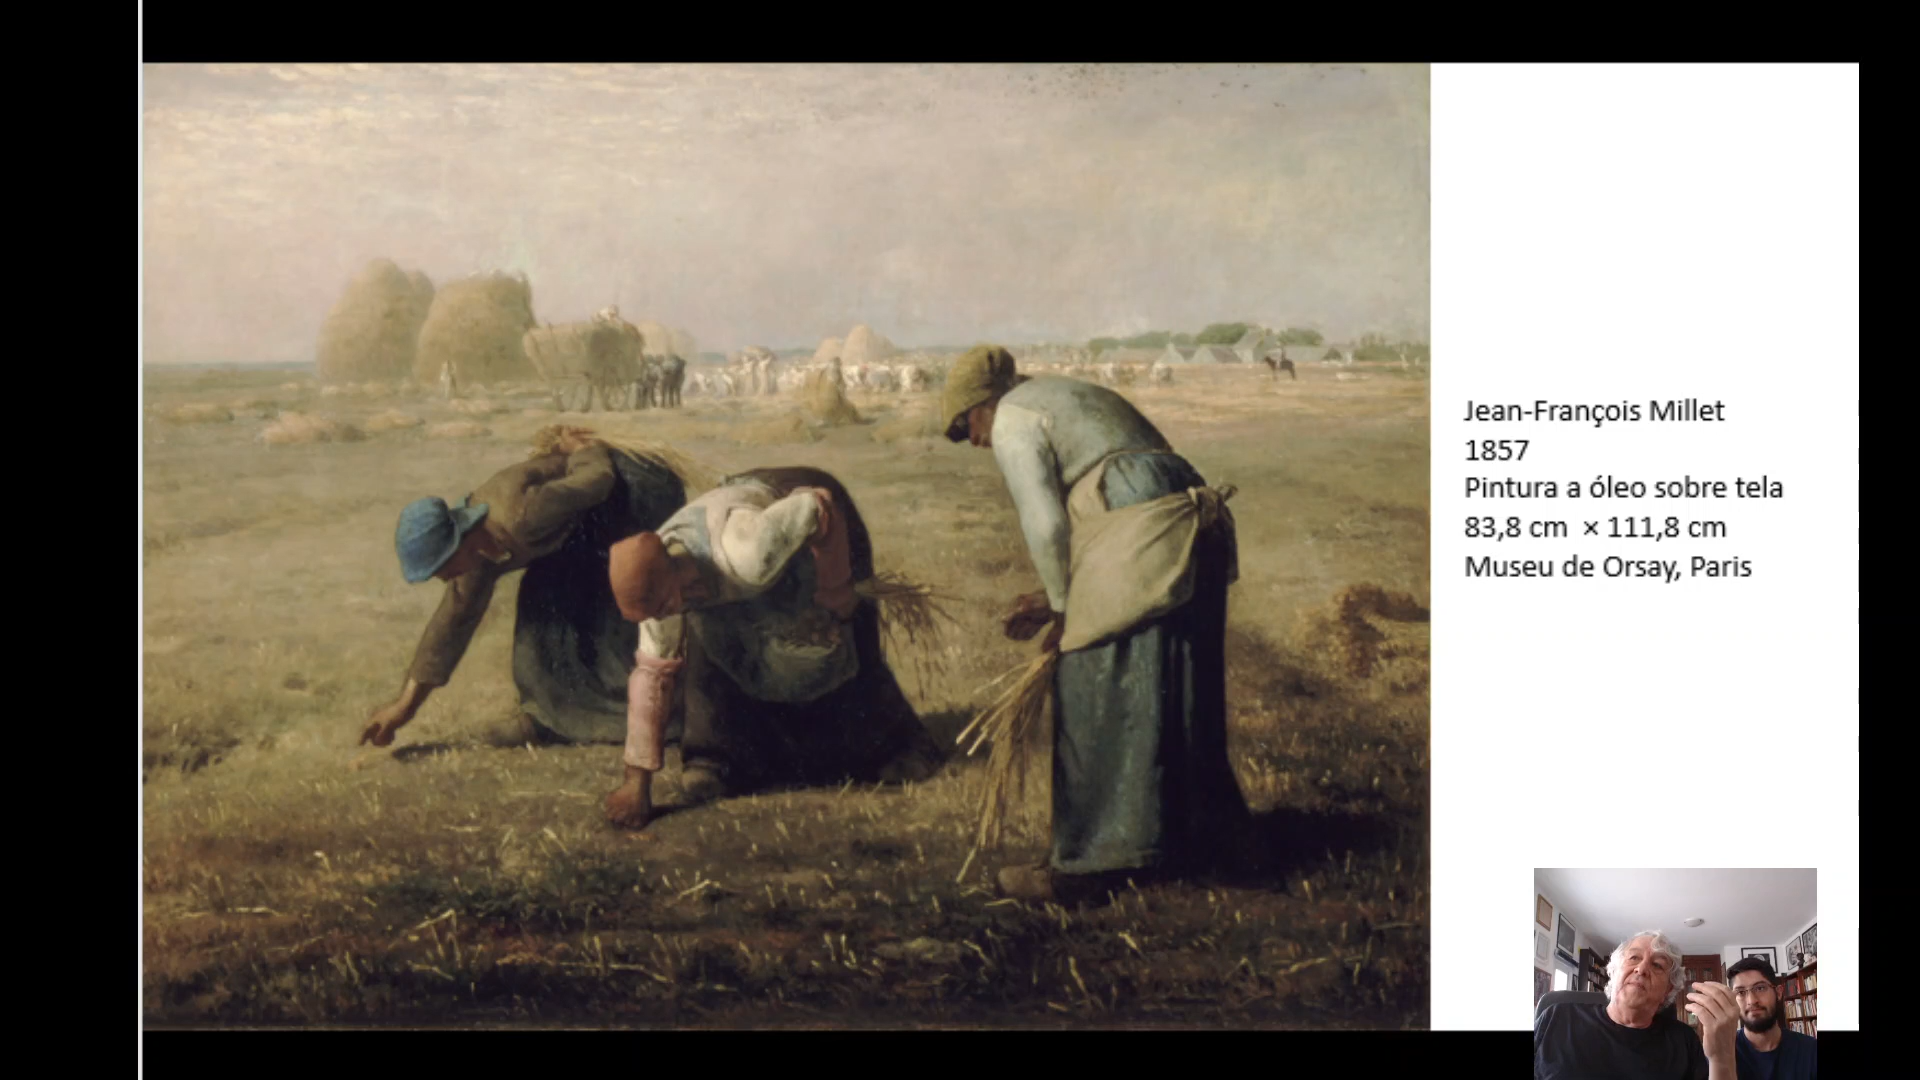 Jean-François Millet
1857
Pintura a óleo sobre tela
83,8 cm × 111,8 cm
Museu de Orsay, Paris